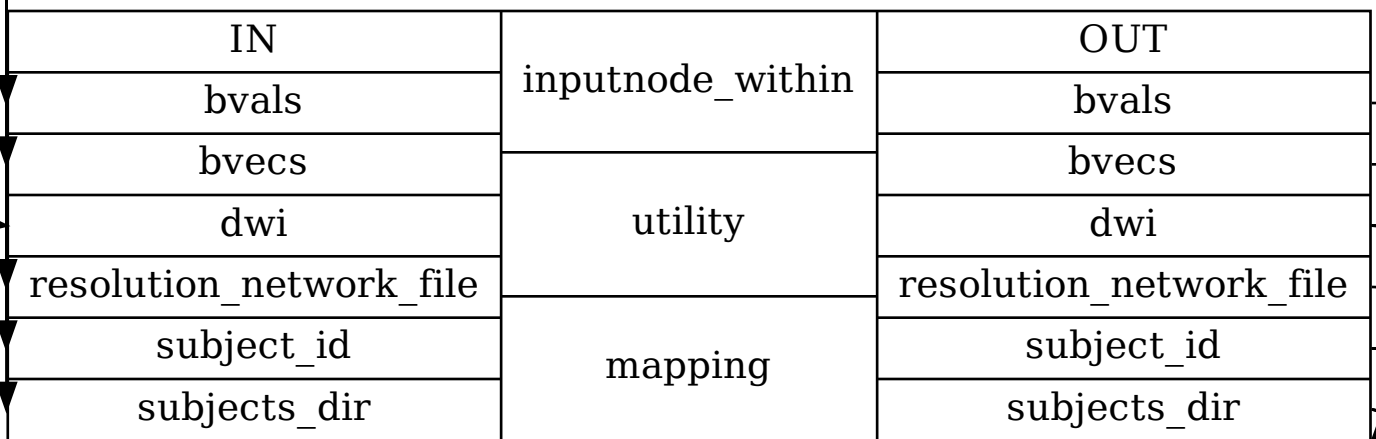 IN
bvals
bvecs
dwi
resolution_network_file
subject_id
subjects_dir
inputnode_within
utility
mapping
OUT
bvals
bvecs
dwi
resolution_network_file
subject_id
subjects_dir